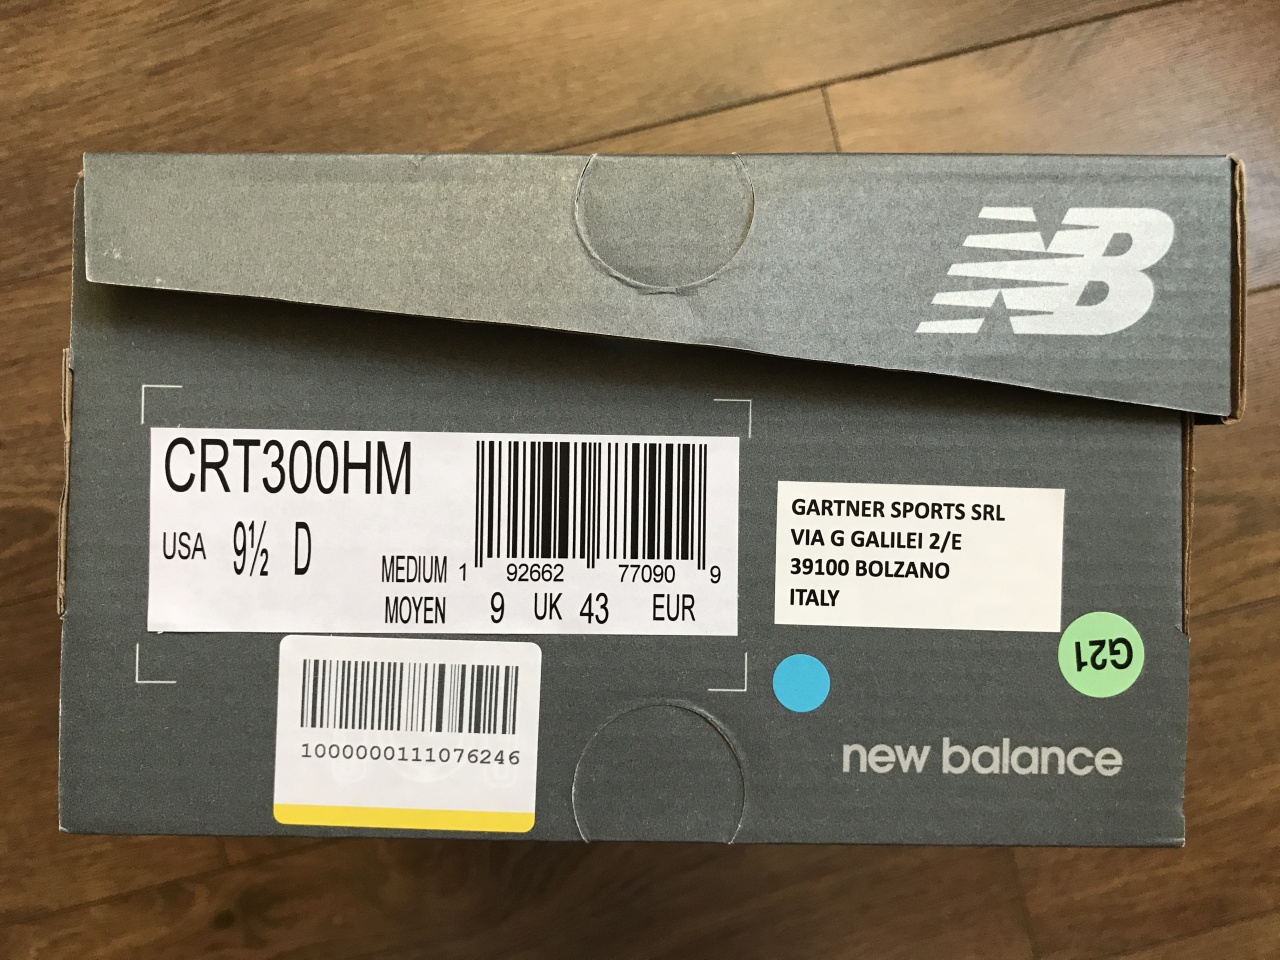 NB
CRT300HM
USA 9½ D
MEDIUM
MOYEN
1 92662 77090 9
9 UK 43 EUR
GARTNER SPORTS SRL
VIA G GALILEI 2/E
39100 BOLZANO
ITALY
G21
1000000111076246
new balance